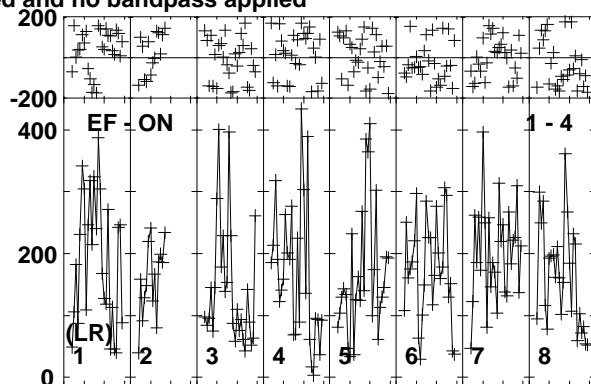 ed and no bandpass applied
200
-200
EF - ON 1 - 4
400
200
(LR)
1 2 3 4 5 6 7 8
0